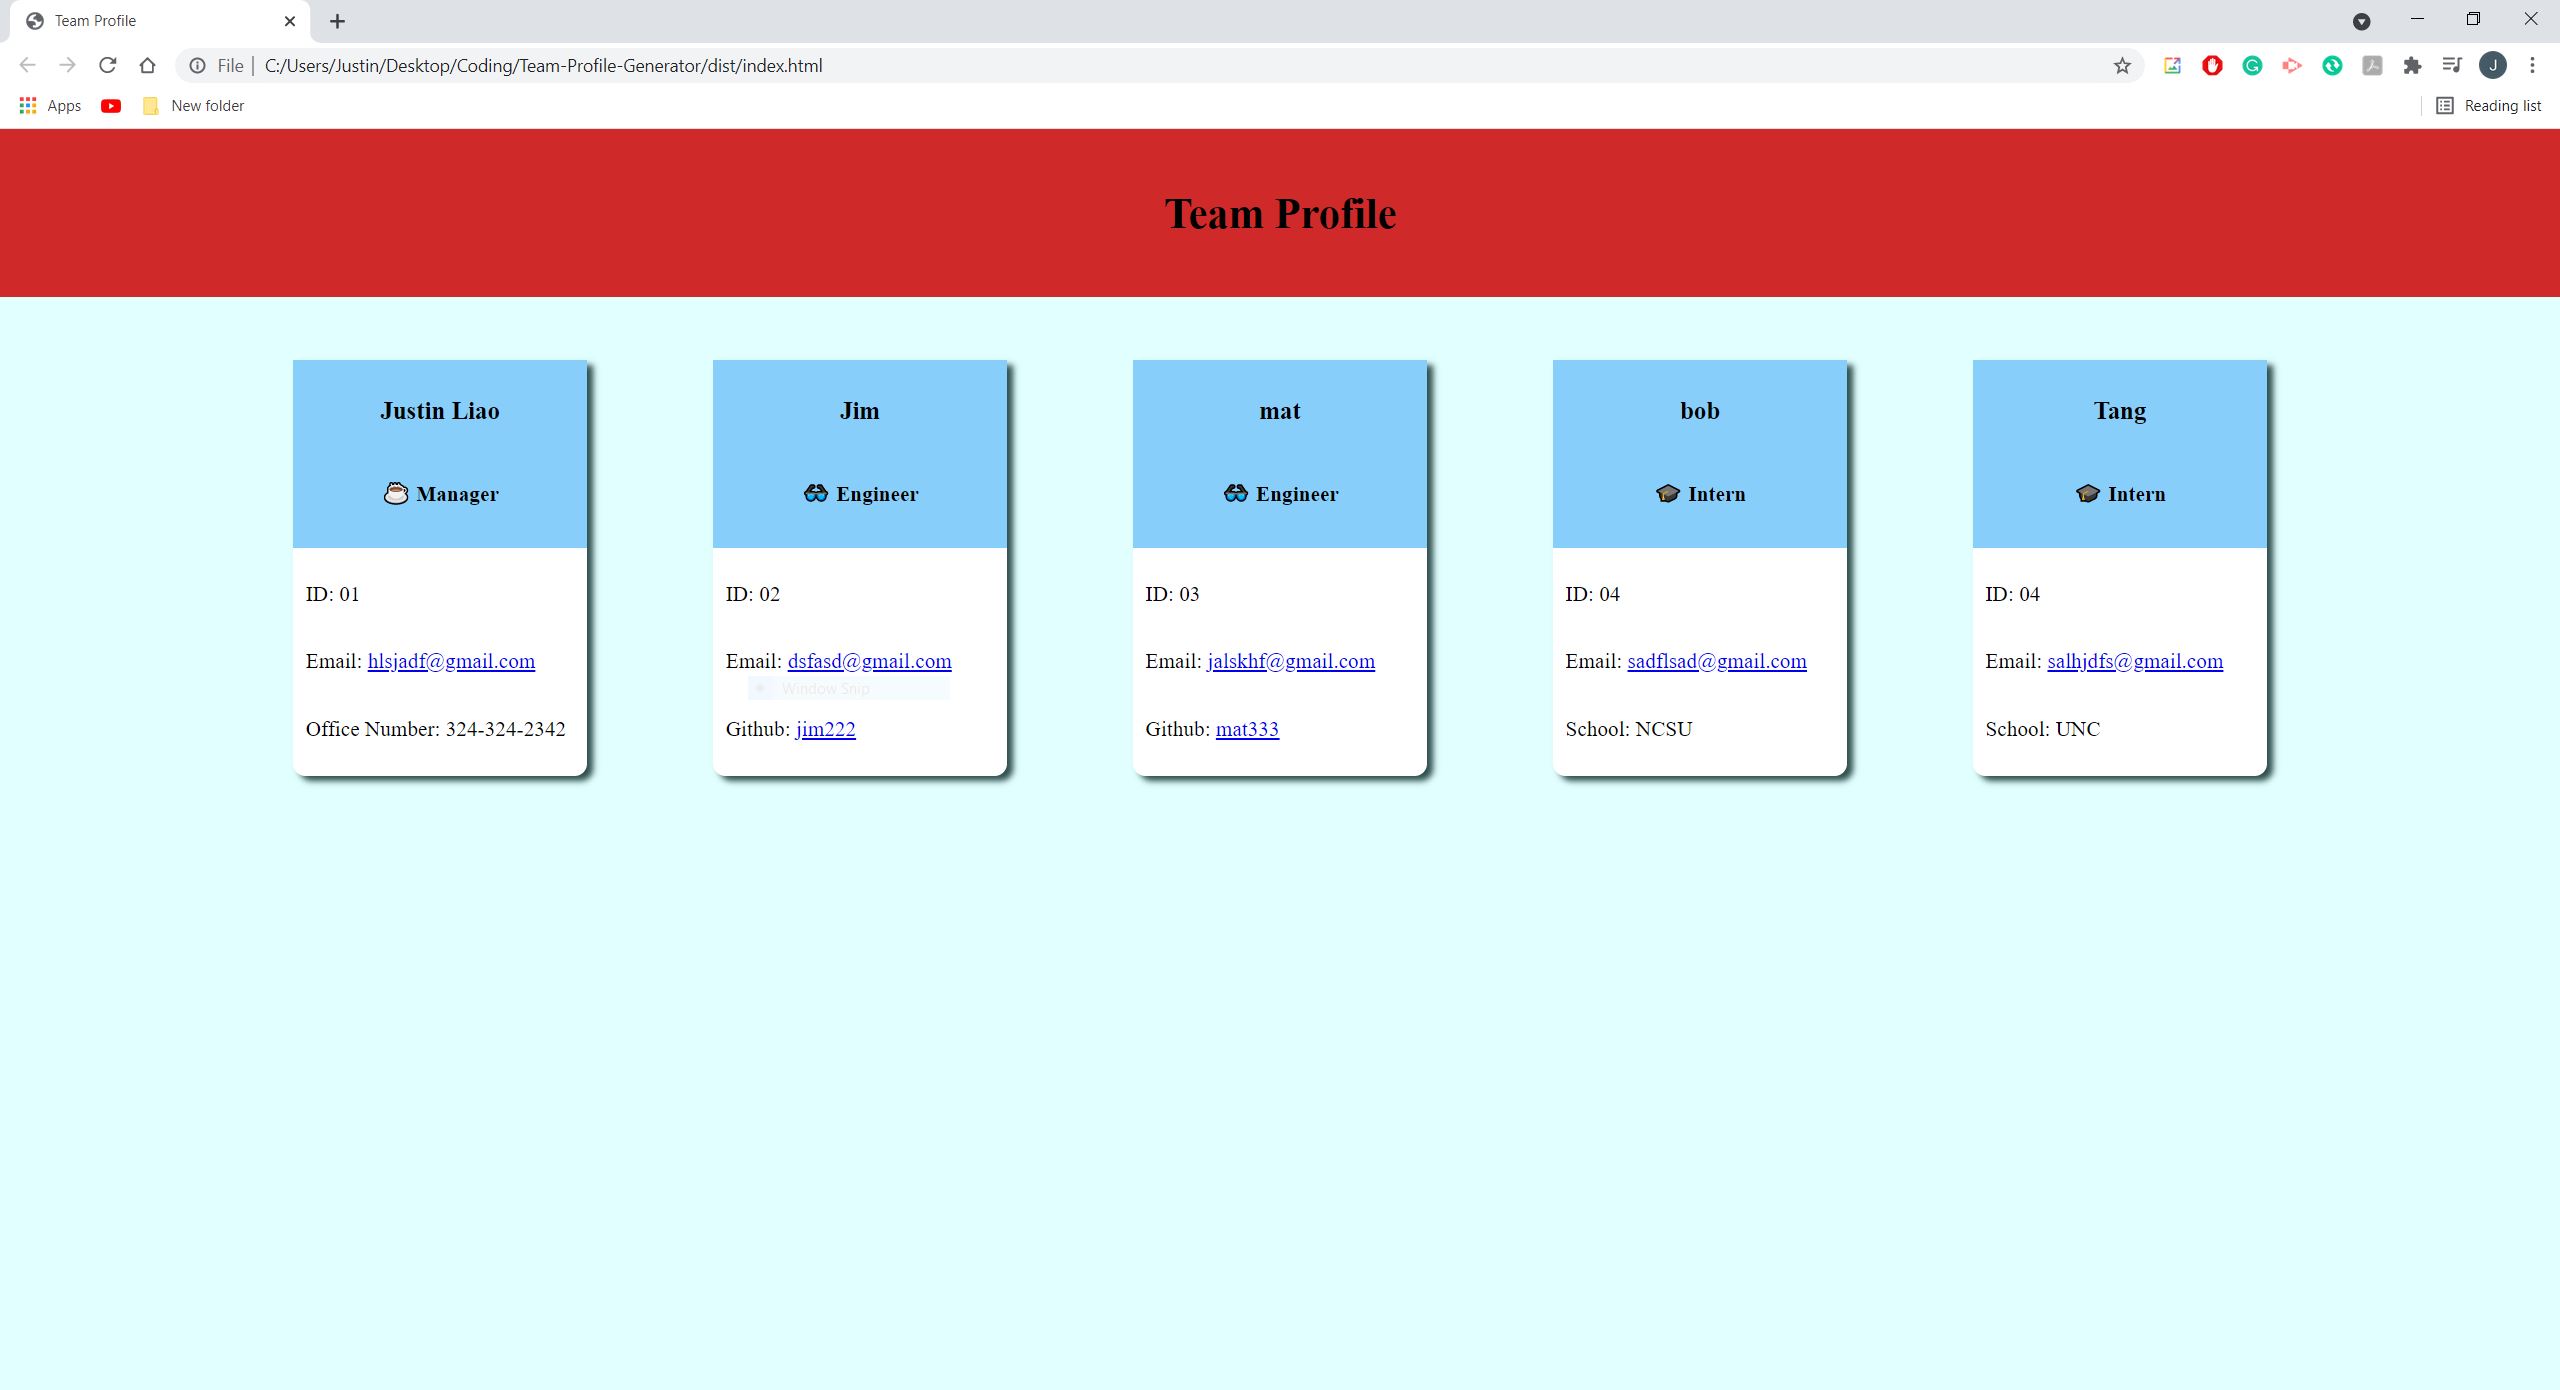 Team Profile
File | C:/Users/Justin/Desktop/Coding/Team-Profile-Generator/dist/index.html
J
Apps
New folder
Reading list
Team Profile
Justin Liao
Manager
ID: 01
Email: hlsjadf@gmail.com
Office Number: 324-324-2342
Jim
Engineer
ID: 02
Email: dsfasd@gmail.com
Window Snip
Github: jim222
mat
Engineer
ID: 03
Email: jalskhf@gmail.com
Github: mat333
bob
Intern
ID: 04
Email: sadflsad@gmail.com
School: NCSU
Tang
Intern
ID: 04
Email: salhjdfs@gmail.com
School: UNC